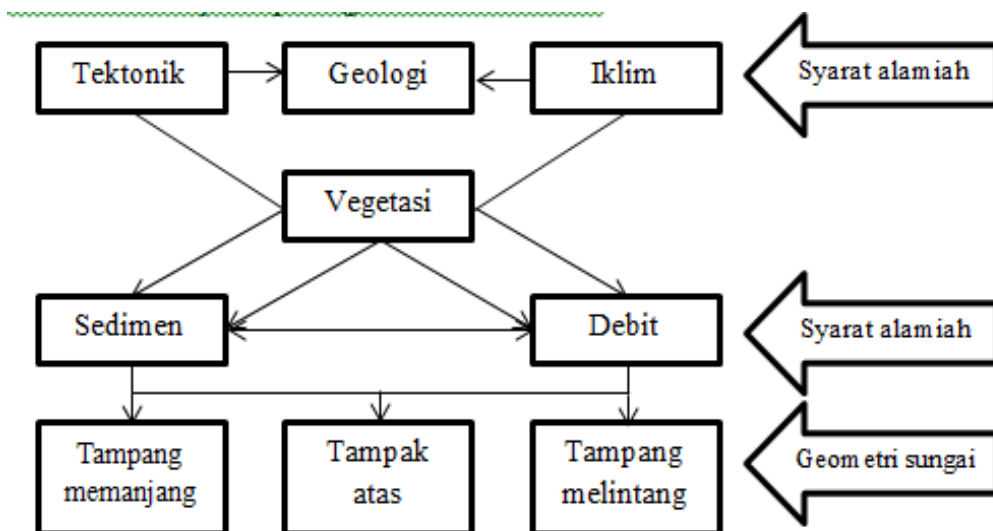 Tektonik
Geologi
Iklim
Syarat alamiah
Vegetasi
Sedimen
Debit
Syarat alamiah
Tampang
memanjang
Tampak
atas
Tampang
melintang
Geometri sungai